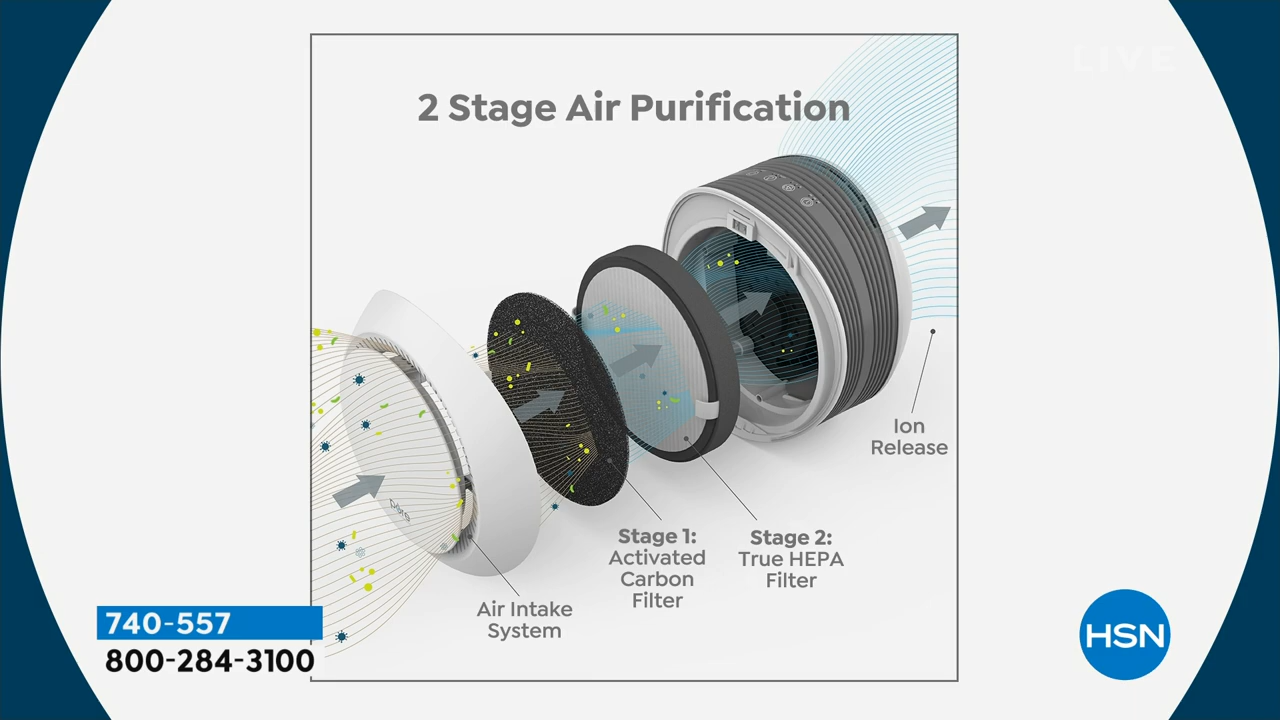 LIVE
2 Stage Air Purification
Ion
Release
Stage 1:
Activated
Carbon
Filter
Stage 2:
True HEPA
Filter
Air Intake
System
740-557
800-284-3100
HSN